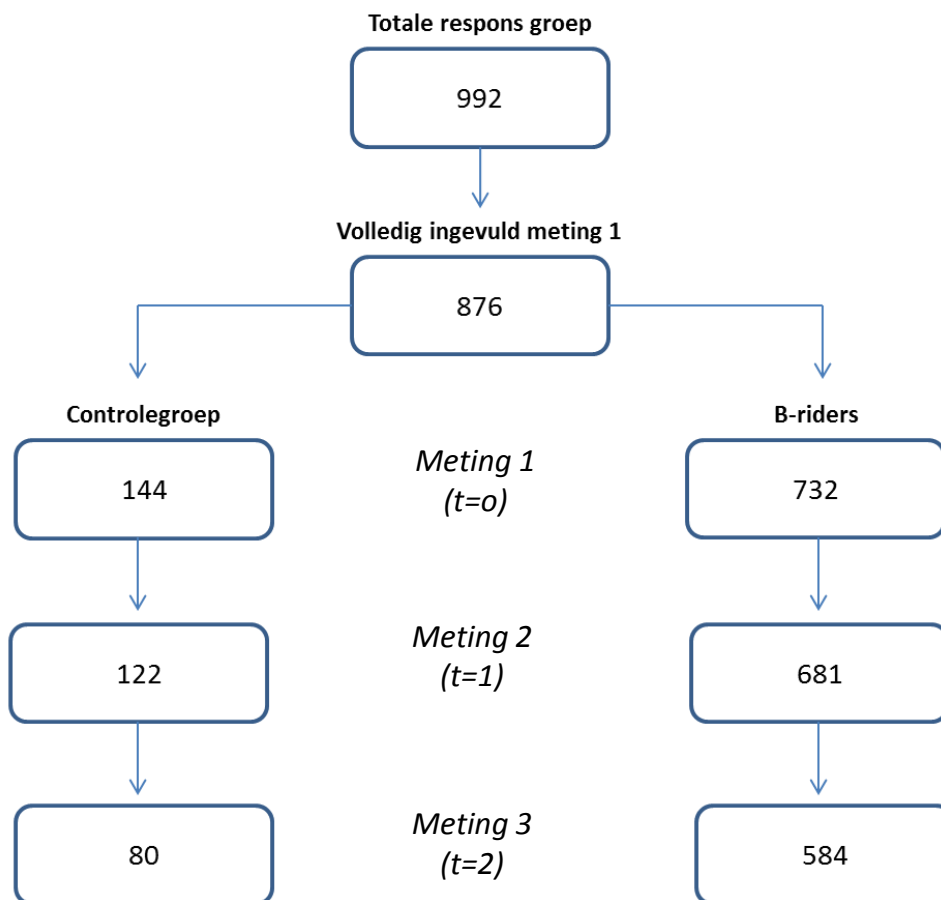 Totale respons groep
992
Volledig ingevuld meting 1
876
Controlegroep
B-riders
144
Meting 1
(t=o)
732
122
Meting 2
(t=1)
681
80
Meting 3
(t=2)
584